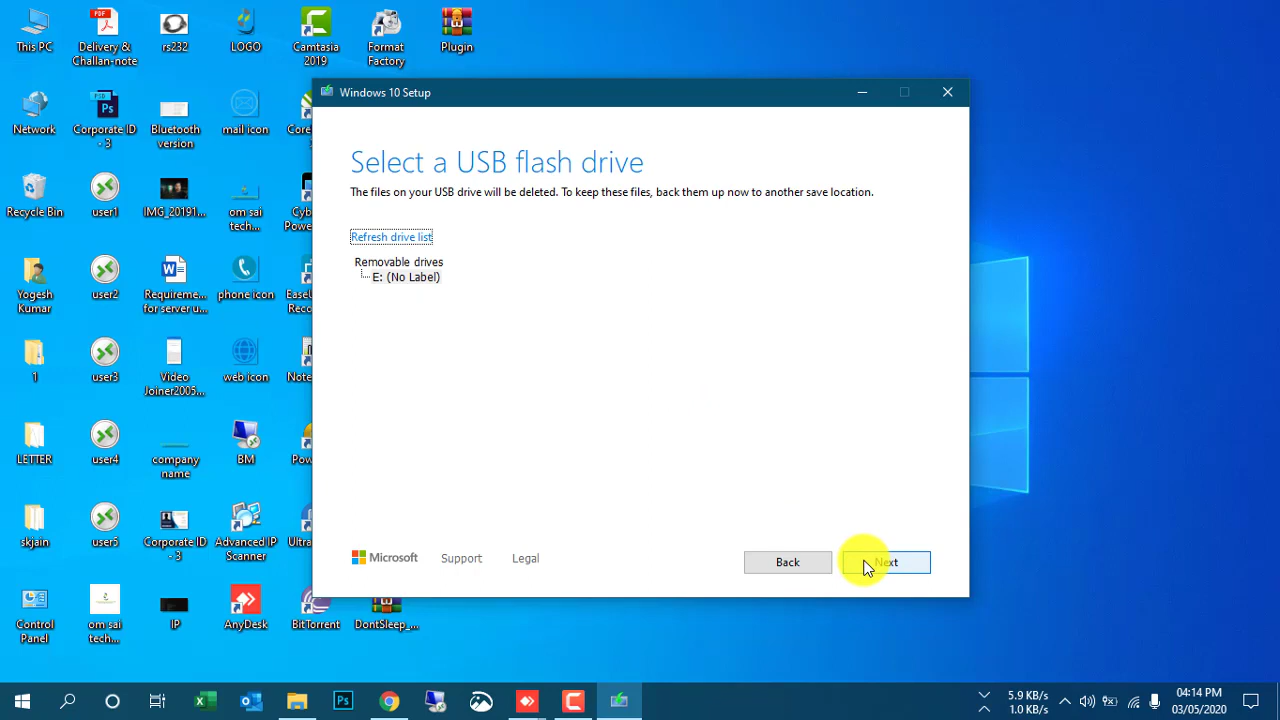 This PC
Delivery &
Challan-note
rs232
LOGO
Camtasia
2019
Format
Factory
Plugin
Network
Corporate ID
- 3
Bluetooth
version
mail icon
Core
Recycle Bin
user1
IMG_20191...
om sai
tech...
Cyb
Powe
Yogesh
Kumar
user2
Requireme...
for server u...
phone icon
EaseU
Reco
1
user3
Video
Joiner2005...
web icon
Note
LETTER
user4
company
name
BM
Pow
skjain
user5
Corporate ID
- 3
Advanced IP
Scanner
Ultra
Control
Panel
om sai
tech...
IP
AnyDesk
BitTorrent
DontSleep_...
Windows 10 Setup
Select a USB flash drive
The files on your USB drive will be deleted. To keep these files, back them up now to another save location.
Refresh drive list
Removable drives
E: (No Label)
Microsoft
Support
Legal
Back
Next
5.9 KB/s
1.0 KB/s
04:14 PM
03/05/2020